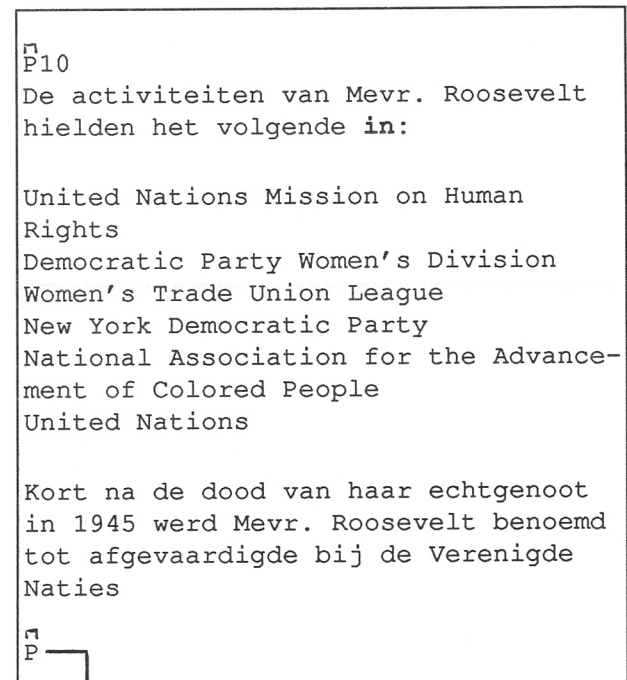 P10
De activiteiten van Mevr. Roosevelt
hielden het volgende in:
United Nations Mission on Human
Rights
Democratic Party Women's Division
Women's Trade Union League
New York Democratic Party
National Association for the Advance-
ment of Colored People
United Nations
Kort na de dood van haar echtgenoot
in 1945 werd Mevr. Roosevelt benoemd
tot afgevaardigde bij de Verenigde
Naties
P